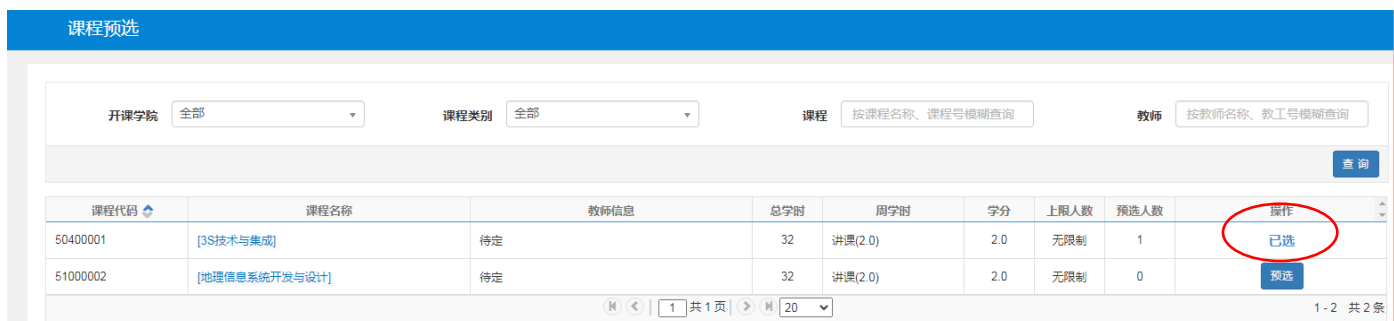 课程预选
开课学院 全部 课程类别 全部 课程 按课程名称、课程号模糊查询 教师 按教师名称、教工号模糊查询
查 询
课程代码 课程名称 教师信息 总学时 周学时 学分 上限人数 预选人数 操作
50400001 [3S技术与集成] 待定 32 讲课(2.0) 2.0 无限制 1 已选
51000002 [地理信息系统开发与设计] 待定 32 讲课(2.0) 2.0 无限制 0 预选
1 共 1 页 20 1 - 2 共 2 条